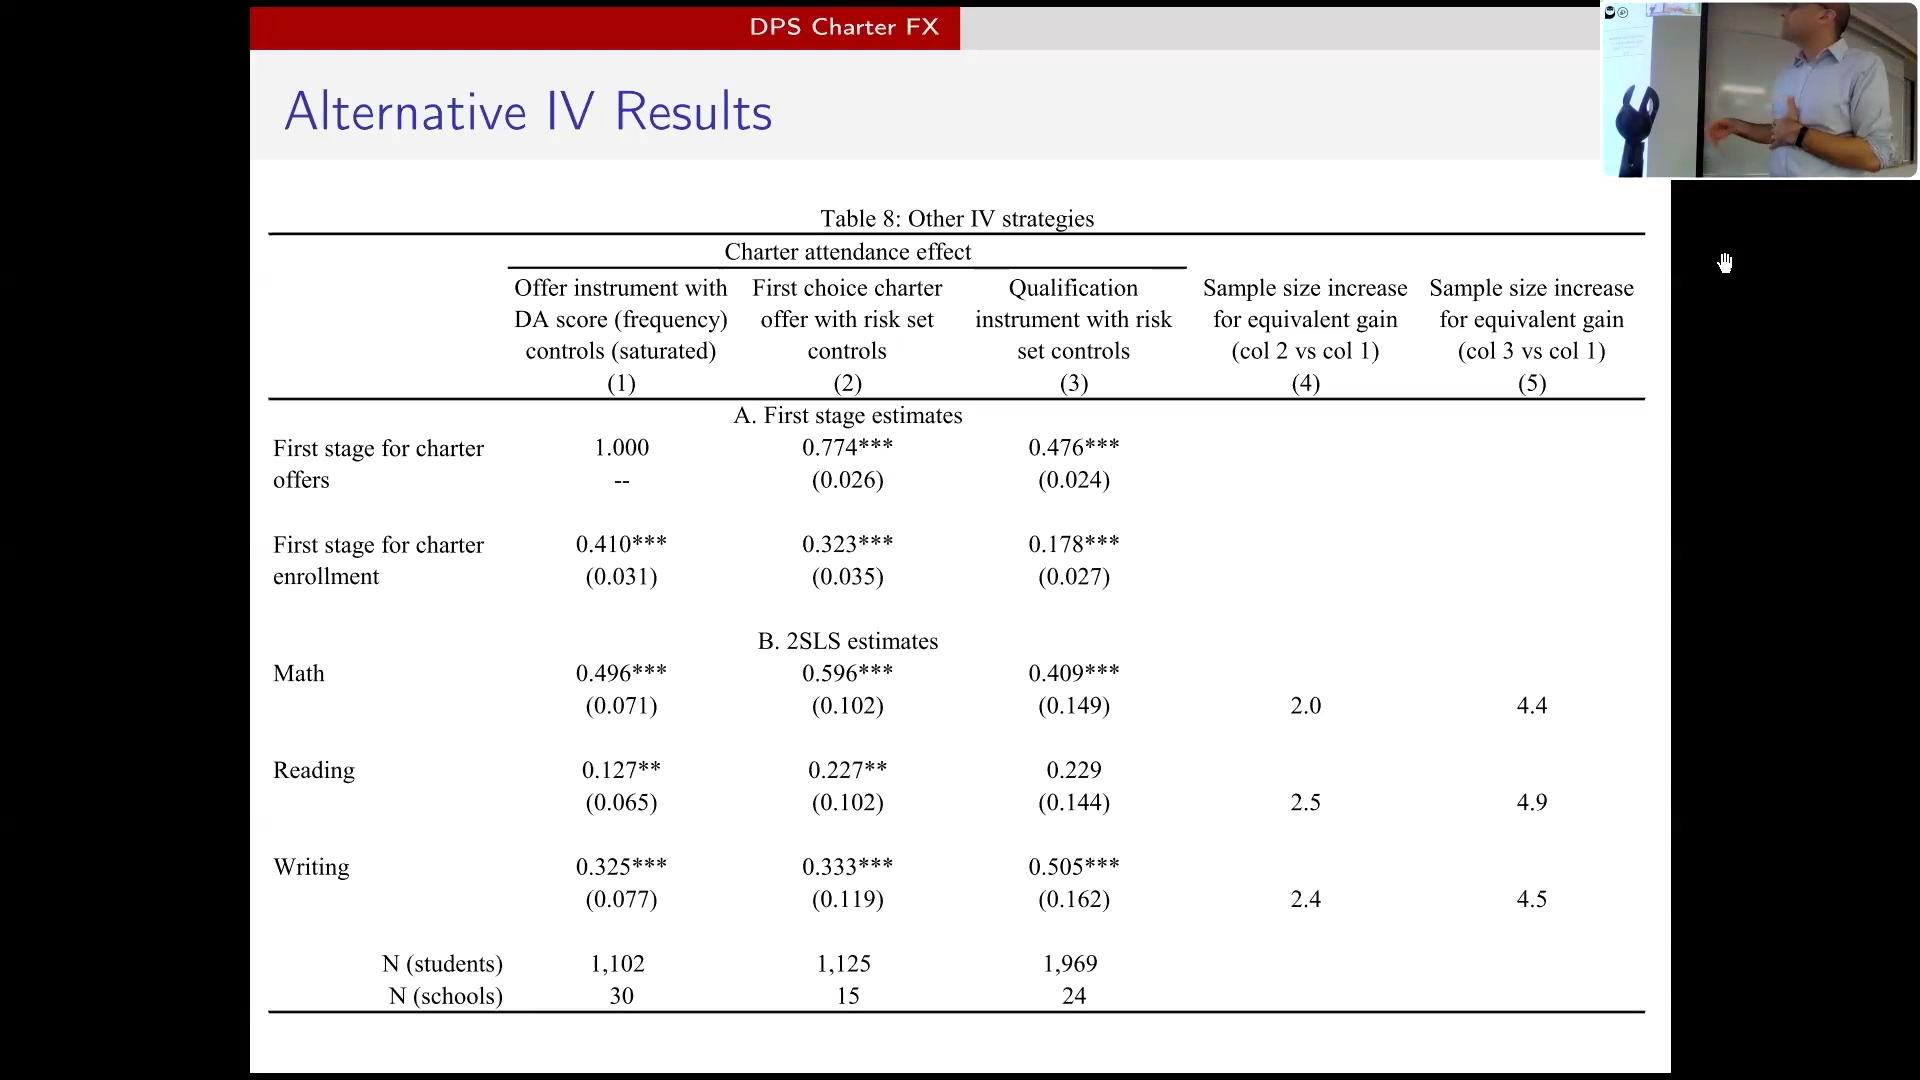 DPS Charter FX
Alternative IV Results
Table 8: Other IV strategies
Charter attendance effect
Offer instrument with DA score (frequency) controls (saturated) (1)
First choice charter offer with risk set controls (2)
Qualification instrument with risk set controls (3)
Sample size increase for equivalent gain (col 2 vs col 1) (4)
Sample size increase for equivalent gain (col 3 vs col 1) (5)
A. First stage estimates
First stage for charter offers 1.000 0.774*** 0.476***
-- (0.026) (0.024)
First stage for charter enrollment 0.410*** 0.323*** 0.178***
(0.031) (0.035) (0.027)
B. 2SLS estimates
Math 0.496*** 0.596*** 0.409***
(0.071) (0.102) (0.149) 2.0 4.4
Reading 0.127** 0.227** 0.229
(0.065) (0.102) (0.144) 2.5 4.9
Writing 0.325*** 0.333*** 0.505***
(0.077) (0.119) (0.162) 2.4 4.5
N (students) 1,102 1,125 1,969
N (schools) 30 15 24